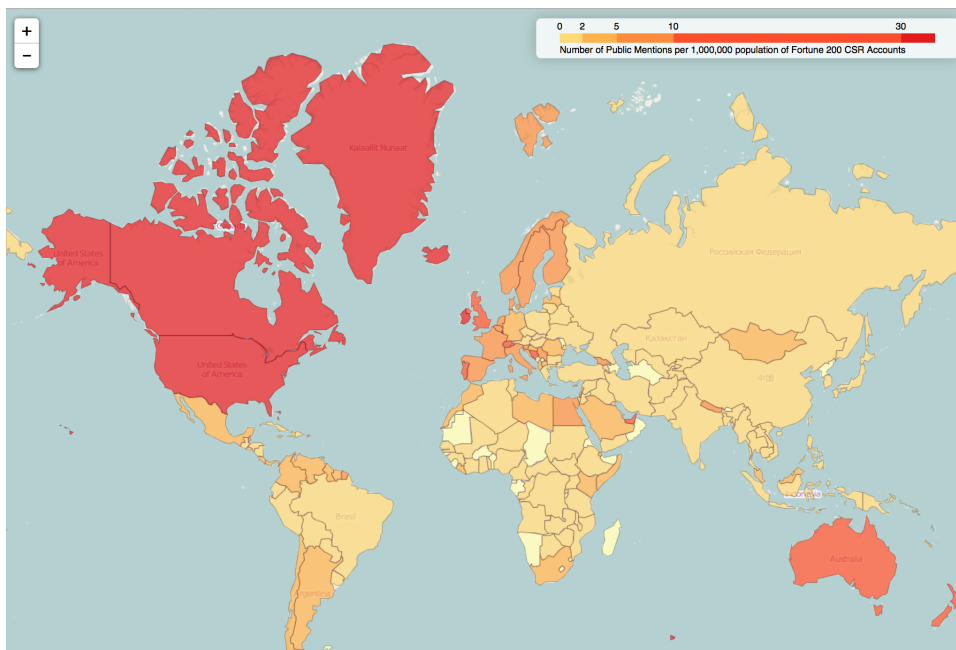 +
−
0 2 5 10 30
Number of Public Mentions per 1,000,000 population of Fortune 200 CSR Accounts
Kalaallit Nunaat
United States
of America
Российская Федерация
United States
of America
Қазақстан
中国
Brasil
Australia
Argentina